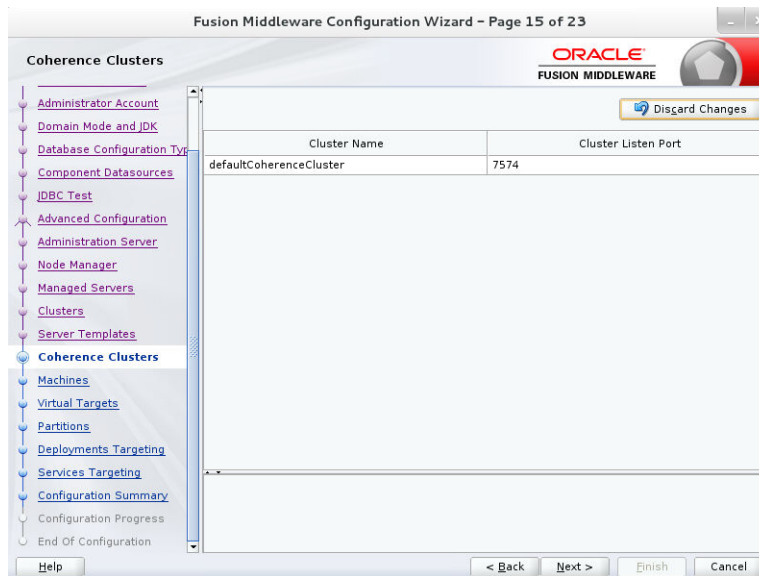 Fusion Middleware Configuration Wizard – Page 15 of 23
Coherence Clusters
ORACLE
FUSION MIDDLEWARE
Administrator Account
Domain Mode and JDK
Database Configuration Typ
Component Datasources
JDBC Test
Advanced Configuration
Administration Server
Node Manager
Managed Servers
Clusters
Server Templates
Coherence Clusters
Machines
Virtual Targets
Partitions
Deployments Targeting
Services Targeting
Configuration Summary
Configuration Progress
End Of Configuration
Discard Changes
Cluster Name Cluster Listen Port
defaultCoherenceCluster 7574
Help < Back Next > Finish Cancel